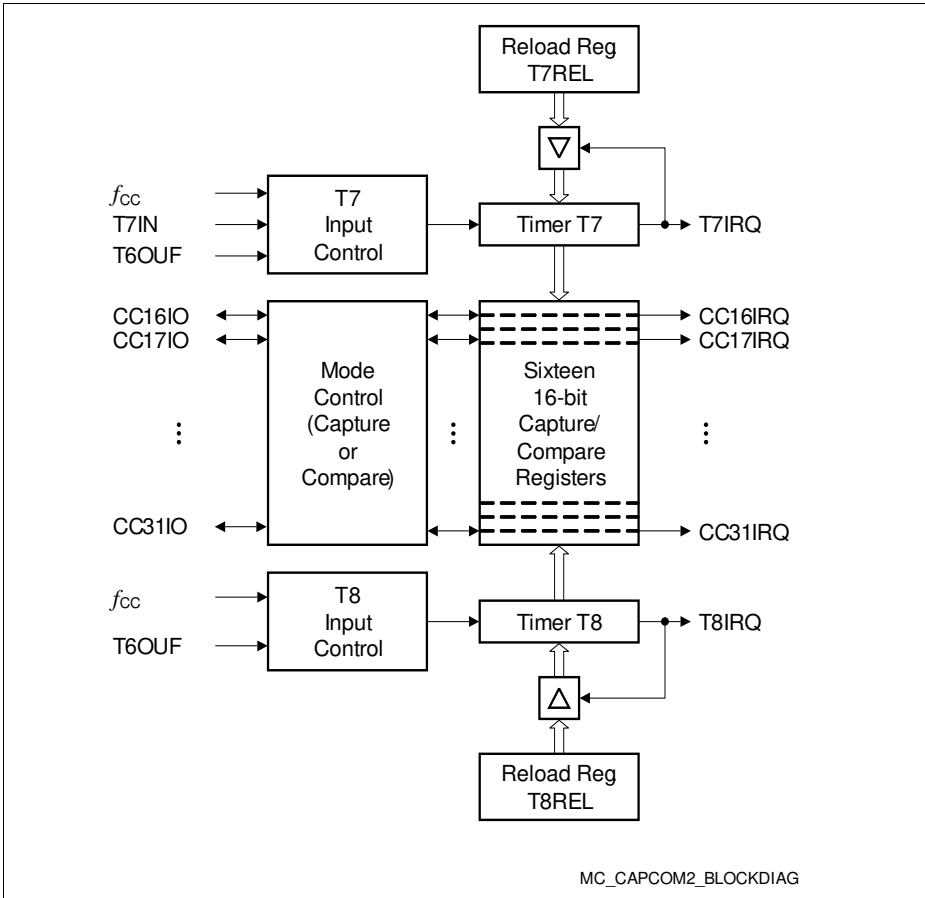 Reload Reg.
T7REL
fCC
T7IN
T6OUF
T7
Input
Control
Timer T7
T7IRQ
CC16IO
CC17IO
CC31IO
Mode
Control
(Capture
or
Compare)
Sixteen
16-bit
Capture/
Compare
Registers
CC16IRQ
CC17IRQ
CC31IRQ
fCC
T6OUF
T8
Input
Control
Timer T8
T8IRQ
Reload Reg.
T8REL
MC_CAPCOM2_BLOCKDIAG